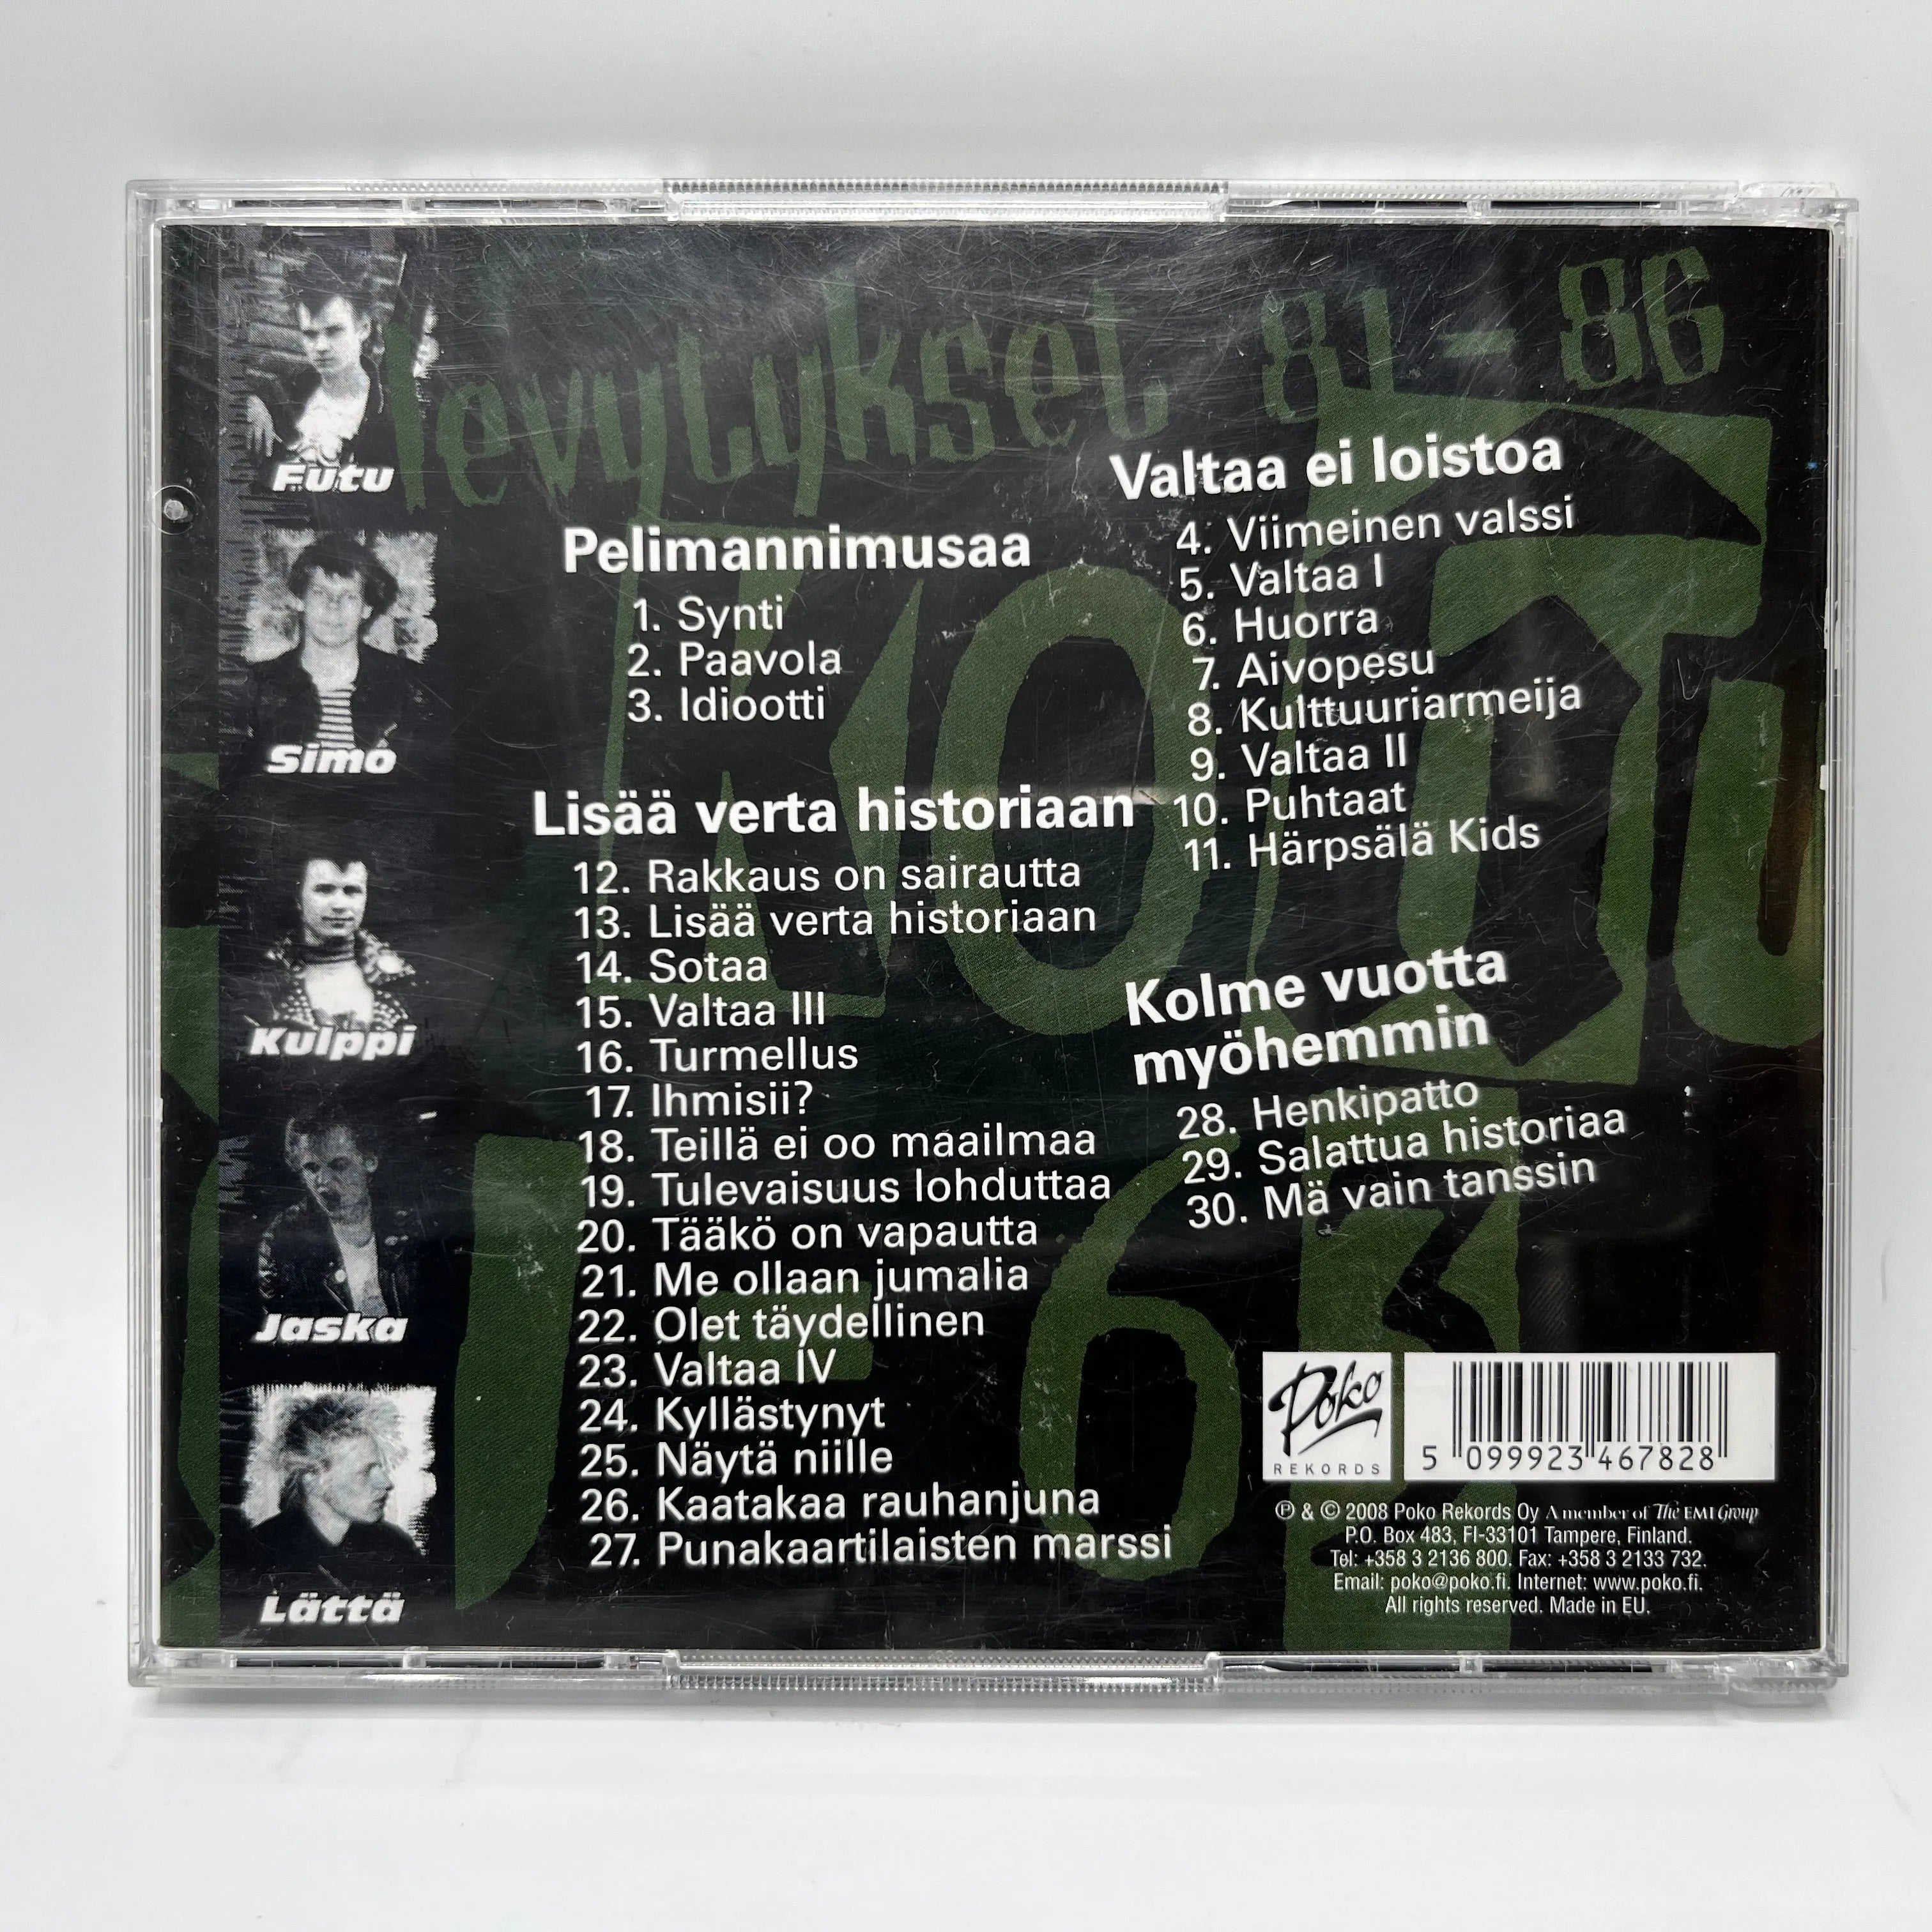 levytykset 81-86
Futu
Simo
Kulppi
Jaska
Lättä
Pelimannimusaa
1. Synti
2. Paavola
3. Idiootti
Valtaa ei loistoa
4. Viimeinen valssi
5. Valtaa I
6. Huorra
7. Aivopesu
8. Kulttuuriarmeija
9. Valtaa II
10. Puhtaat
11. Härpsälä Kids
Lisää verta historiaan
12. Rakkaus on sairautta
13. Lisää verta historiaan
14. Sotaa
15. Valtaa III
16. Turmellus
17. Ihmisii?
18. Teillä ei oo maailmaa
19. Tulevaisuus lohduttaa
20. Tääkö on vapautta
21. Me ollaan jumalia
22. Olet täydellinen
23. Valtaa IV
24. Kyllästynyt
25. Näytä niille
26. Kaatakaa rauhanjuna
27. Punakaartilaisten marssi
Kolme vuotta
myöhemmin
28. Henkipatto
29. Salattua historiaa
30. Mä vain tanssin
Poko
REKORDS
5 099923 467828
℗ & © 2008 Poko Rekords Oy A member of The EMI Group
P.O. Box 483, FI-33101 Tampere, Finland.
Tel: +358 3 2136 800. Fax: +358 3 2133 732.
Email: poko@poko.fi. Internet: www.poko.fi.
All rights reserved. Made in EU.